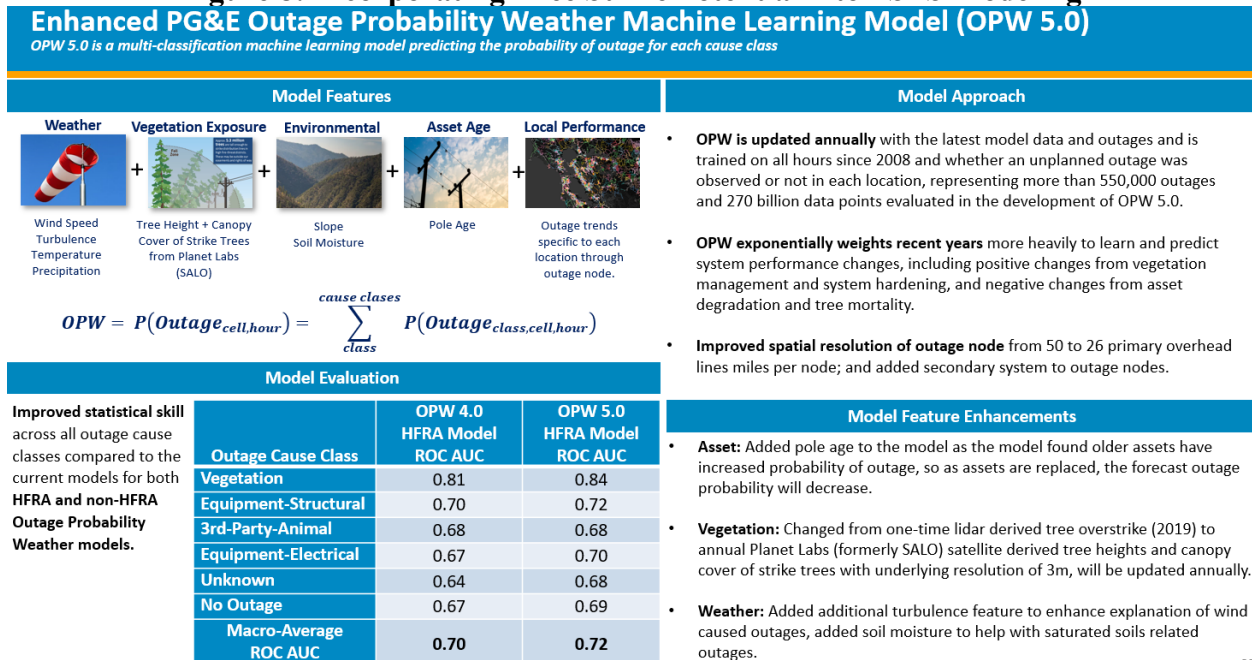 Enhanced PG&E Outage Probability Weather Machine Learning Model (OPW 5.0)
OPW 5.0 is a multi-classification machine learning model predicting the probability of outage for each cause class
Model Features
Weather
Wind Speed
Turbulence
Temperature
Precipitation
+
Vegetation Exposure
Tree Height + Canopy
Cover of Strike Trees
from Planet Labs
(SALO)
+
Environmental
Slope
Soil Moisture
+
Asset Age
Pole Age
+
Local Performance
Outage trends
specific to each
location through
outage node.
OPW = P(Outage_cell,hour) = ∑ (class → cause clases) P(Outage_class,cell,hour)
Model Evaluation
Improved statistical skill
across all outage cause
classes compared to the
current models for both
HFRA and non-HFRA
Outage Probability
Weather models.
Outage Cause Class | OPW 4.0 HFRA Model ROC AUC | OPW 5.0 HFRA Model ROC AUC
Vegetation 0.81 0.84
Equipment-Structural 0.70 0.72
3rd-Party-Animal 0.68 0.68
Equipment-Electrical 0.67 0.70
Unknown 0.64 0.68
No Outage 0.67 0.69
Macro-Average ROC AUC 0.70 0.72
Model Approach
• OPW is updated annually with the latest model data and outages and is
trained on all hours since 2008 and whether an unplanned outage was
observed or not in each location, representing more than 550,000 outages
and 270 billion data points evaluated in the development of OPW 5.0.
• OPW exponentially weights recent years more heavily to learn and predict
system performance changes, including positive changes from vegetation
management and system hardening, and negative changes from asset
degradation and tree mortality.
• Improved spatial resolution of outage node from 50 to 26 primary overhead
lines miles per node; and added secondary system to outage nodes.
Model Feature Enhancements
• Asset: Added pole age to the model as the model found older assets have
increased probability of outage, so as assets are replaced, the forecast outage
probability will decrease.
• Vegetation: Changed from one-time lidar derived tree overstrike (2019) to
annual Planet Labs (formerly SALO) satellite derived tree heights and canopy
cover of strike trees with underlying resolution of 3m, will be updated annually.
• Weather: Added additional turbulence feature to enhance explanation of wind
caused outages, added soil moisture to help with saturated soils related
outages.